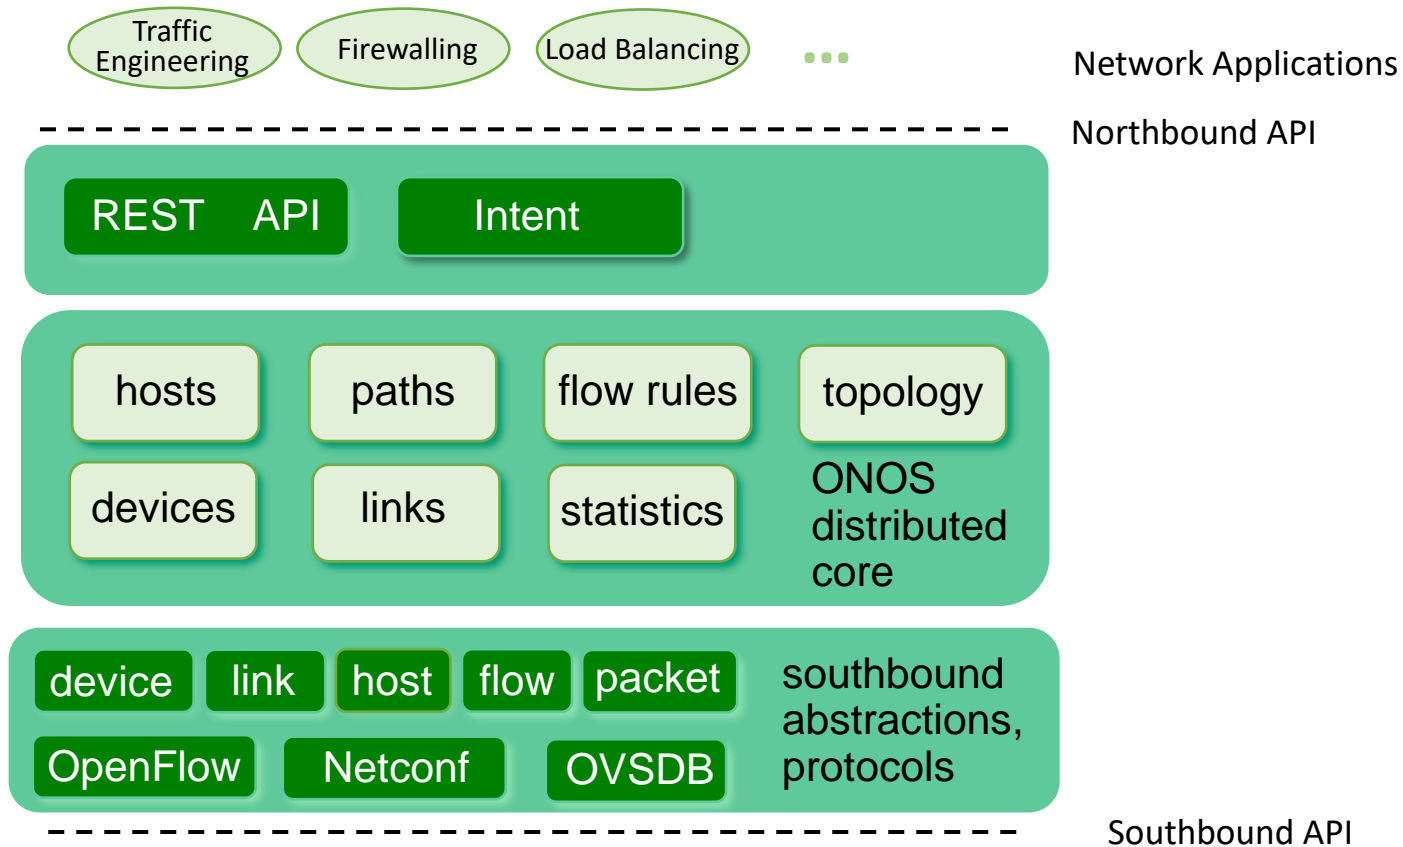 Traffic
Engineering
Firewalling
Load Balancing
...
Network Applications
Northbound API
REST API
Intent
hosts
paths
flow rules
topology
devices
links
statistics
ONOS
distributed
core
device
link
host
flow
packet
southbound
abstractions,
protocols
OpenFlow
Netconf
OVSDB
Southbound API